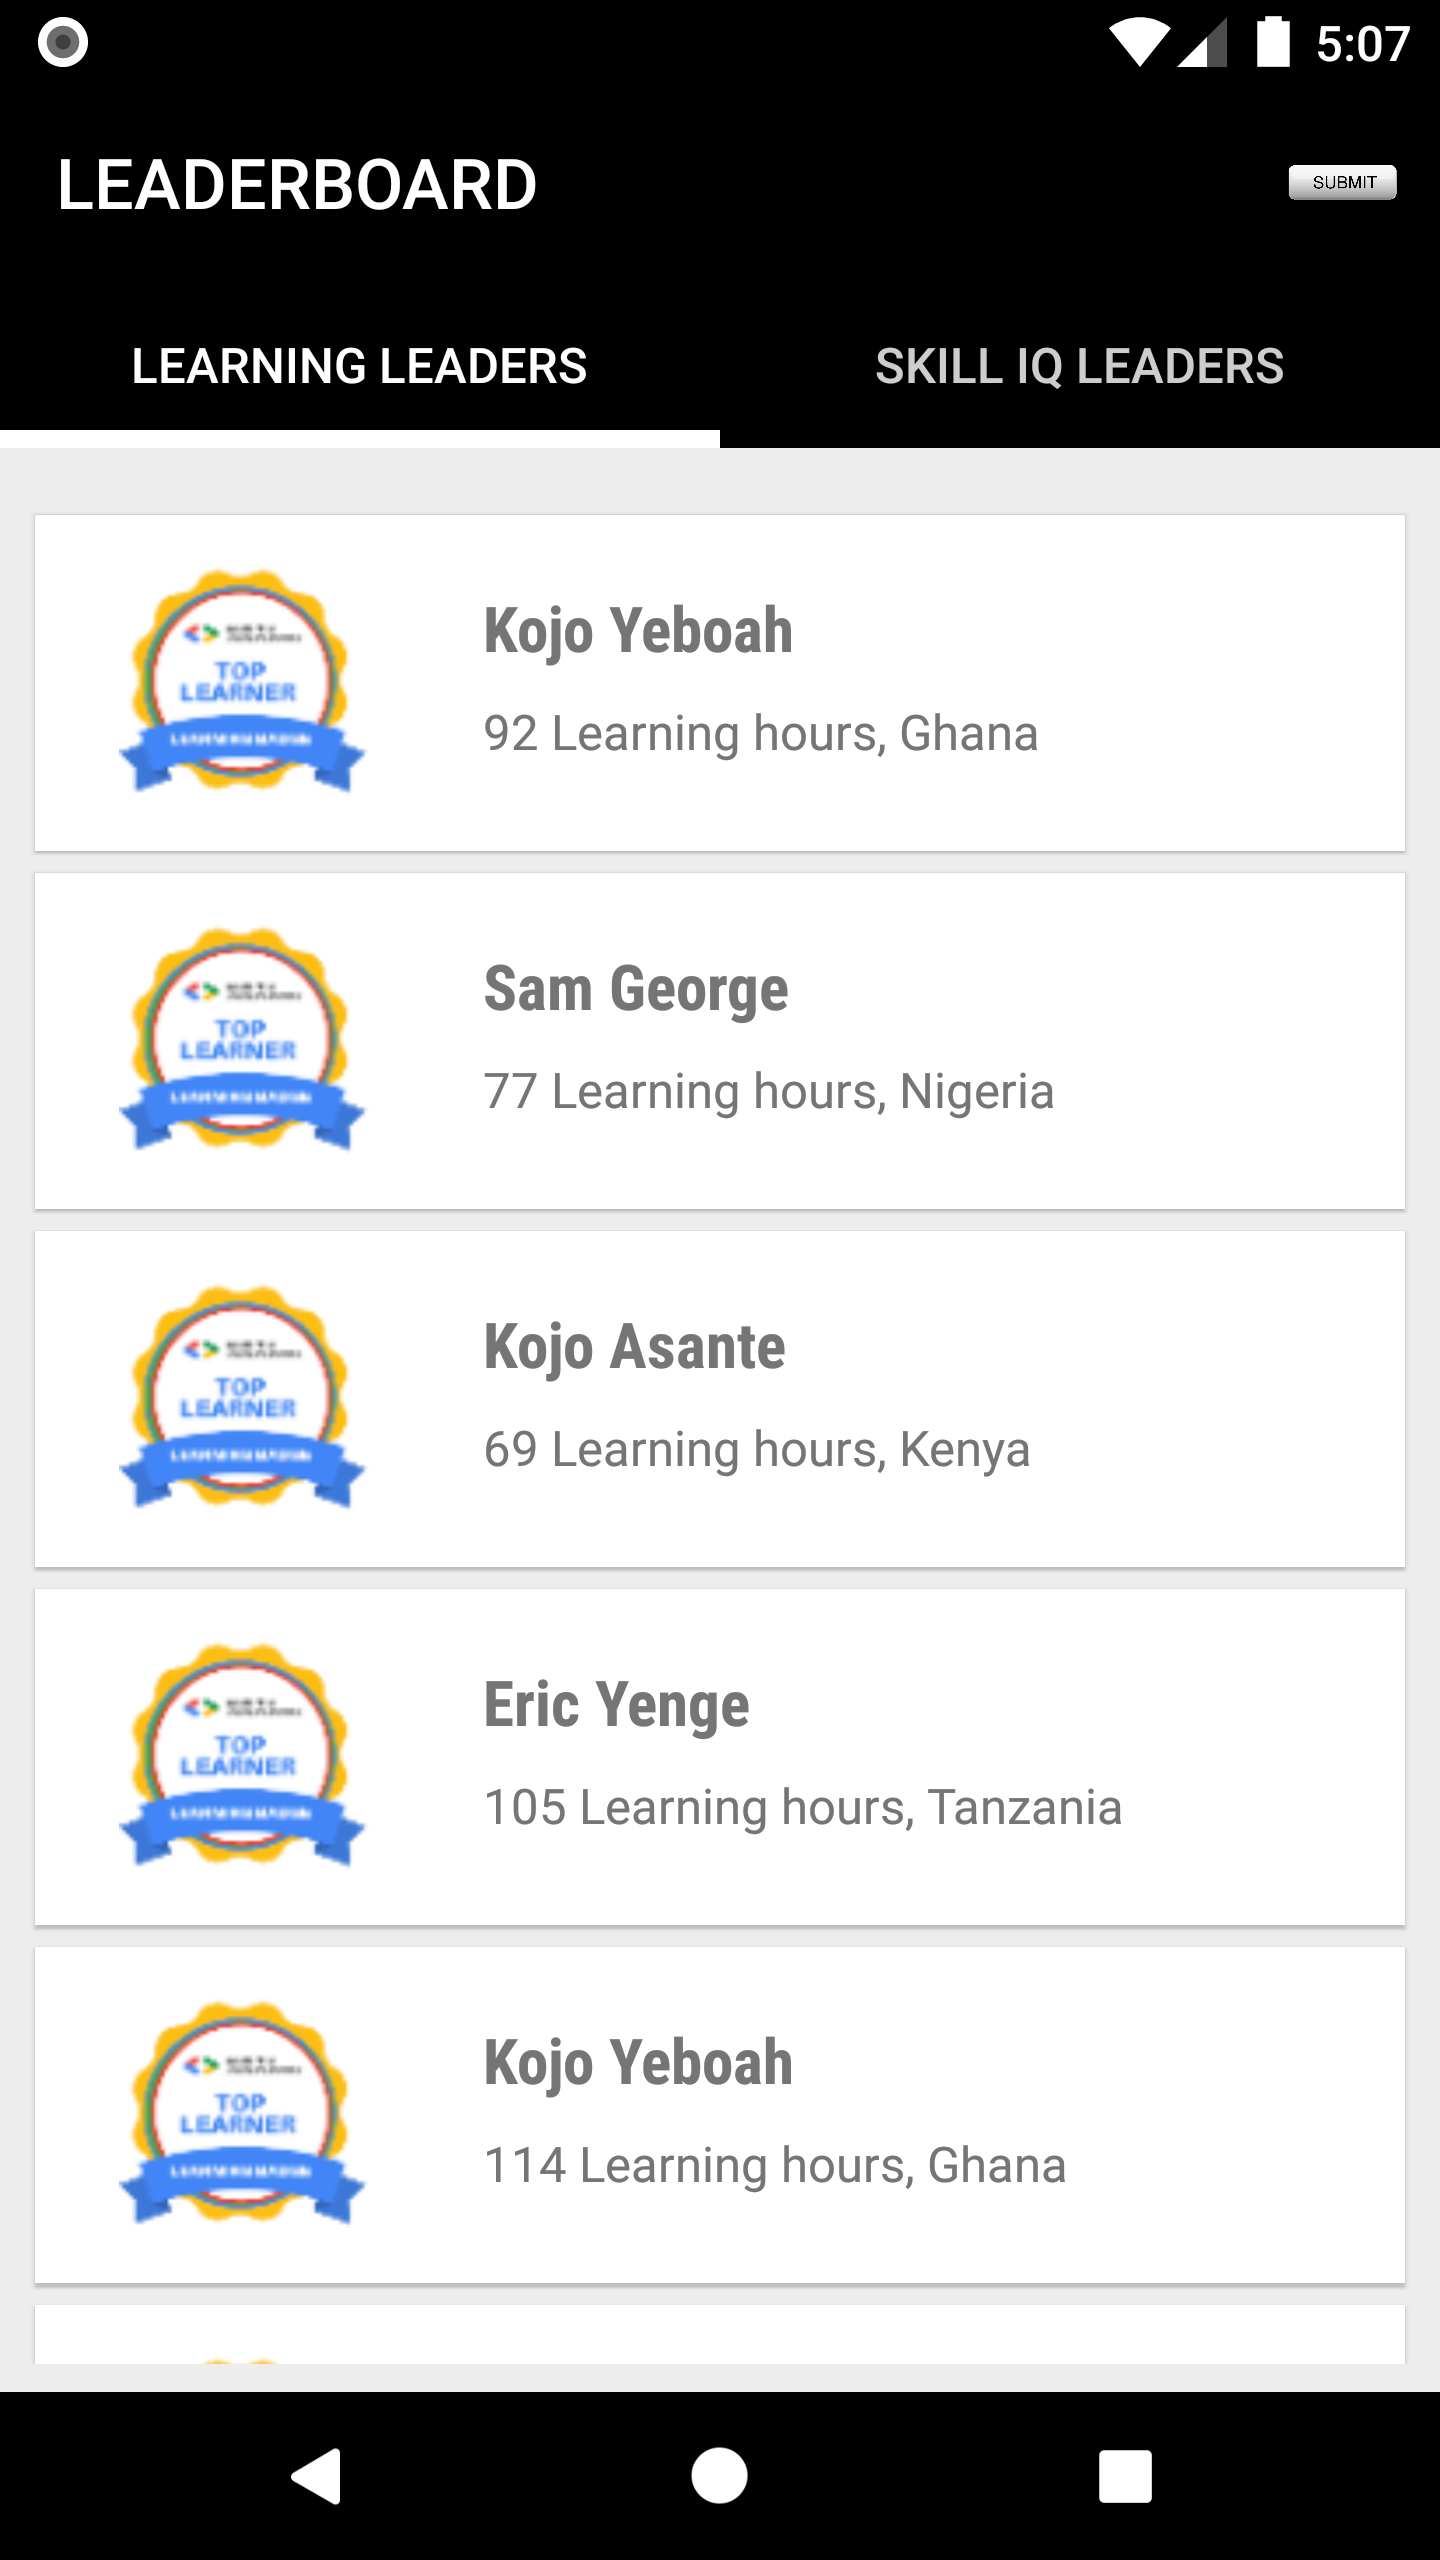 5:07
LEADERBOARD
SUBMIT
LEARNING LEADERS
SKILL IQ LEADERS
TOP
LEARNER
Kojo Yeboah
92 Learning hours, Ghana
TOP
LEARNER
Sam George
77 Learning hours, Nigeria
TOP
LEARNER
Kojo Asante
69 Learning hours, Kenya
TOP
LEARNER
Eric Yenge
105 Learning hours, Tanzania
TOP
LEARNER
Kojo Yeboah
114 Learning hours, Ghana